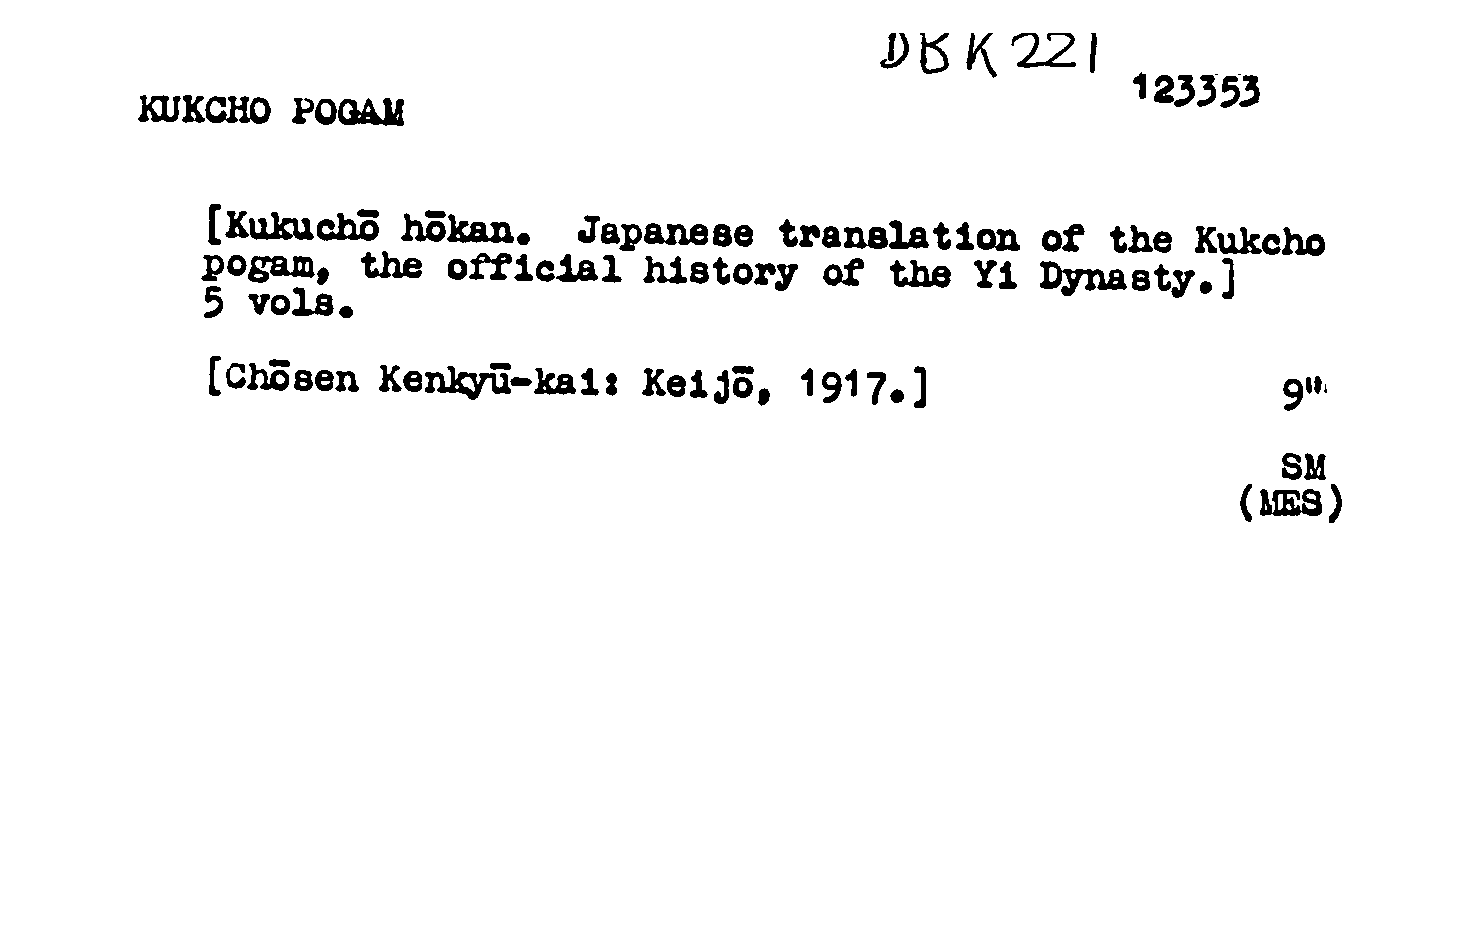 DBK221
123353
KUKCHO POGAM
[Kukuchō hōkan. Japanese translation of the Kukcho
pogam, the official history of the Yi Dynasty.]
5 vols.
[Chōsen Kenkyū-kai: Keijō, 1917.]
9"
SM
(MES)